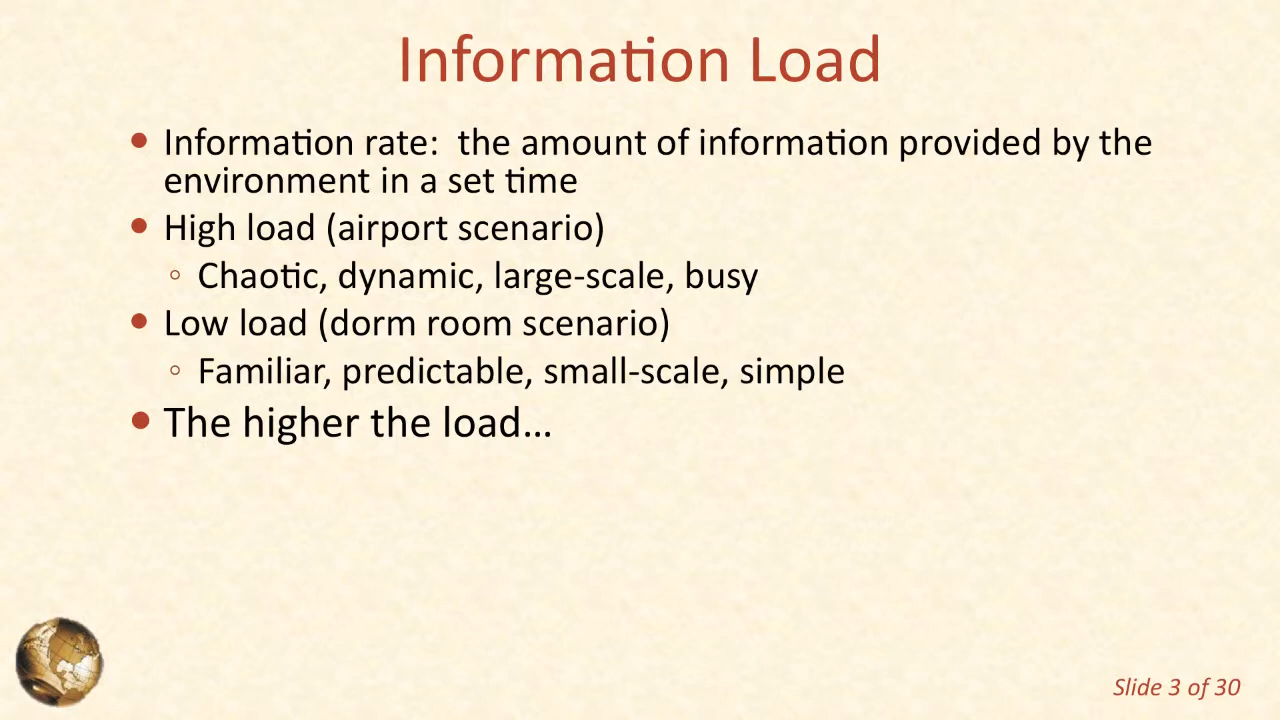 Information Load
• Information rate:  the amount of information provided by the
environment in a set time
• High load (airport scenario)
◦ Chaotic, dynamic, large-scale, busy
• Low load (dorm room scenario)
◦ Familiar, predictable, small-scale, simple
• The higher the load…
Slide 3 of 30